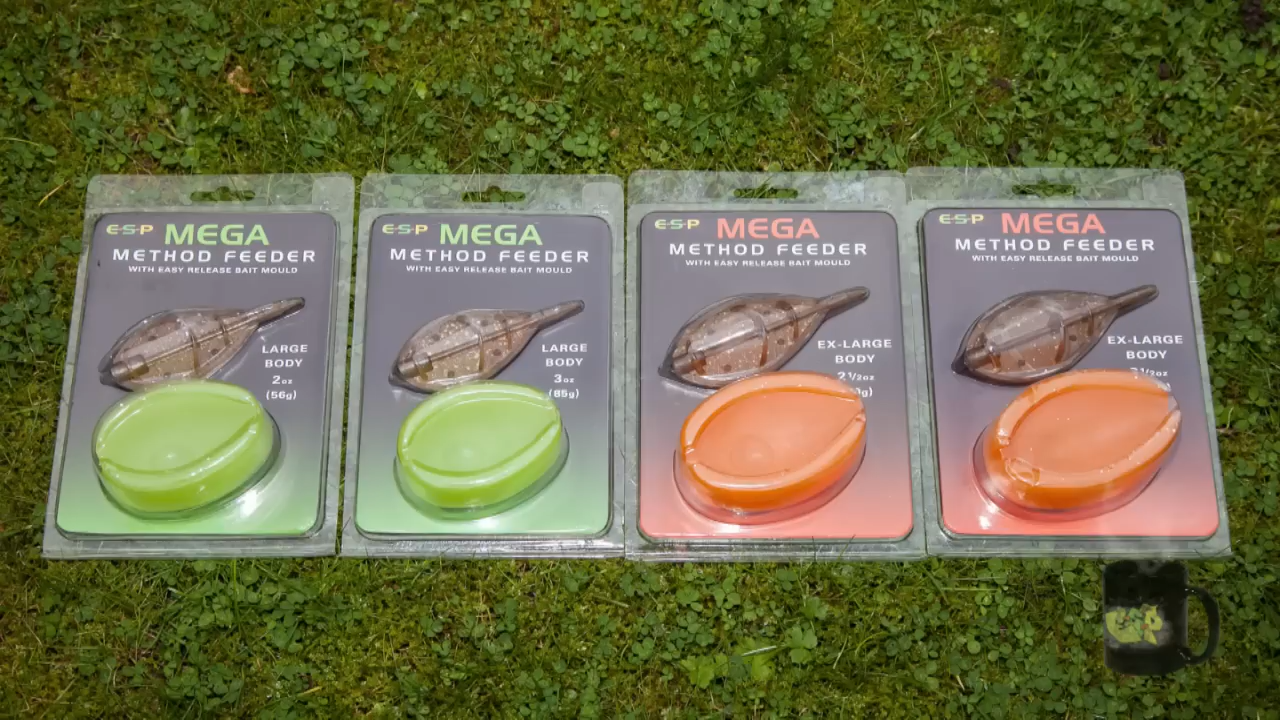 ESP MEGA
METHOD FEEDER
WITH EASY RELEASE BAIT MOULD
LARGE
BODY
2oz
(56g)
ESP MEGA
METHOD FEEDER
WITH EASY RELEASE BAIT MOULD
LARGE
BODY
3oz
(85g)
ESP MEGA
METHOD FEEDER
WITH EASY RELEASE BAIT MOULD
EX-LARGE
BODY
2½oz
ESP MEGA
METHOD FEEDER
WITH EASY RELEASE BAIT MOULD
EX-LARGE
BODY